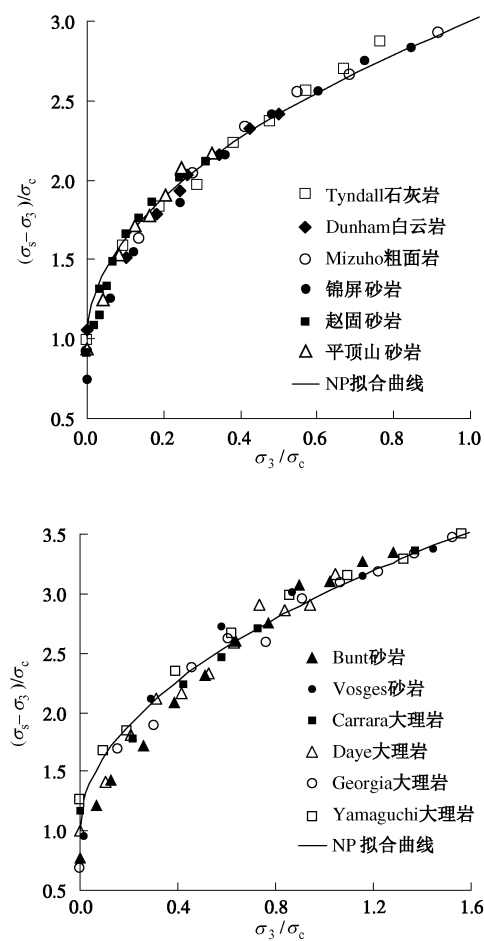 3.0
2.5
2.0
1.5
1.0
0.5
(σs－σ3)/σc
□ Tyndall石灰岩
◆ Dunham白云岩
○ Mizuho粗面岩
● 锦屏砂岩
■ 赵固砂岩
△ 平顶山砂岩
— NP拟合曲线
0.0 0.2 0.4 0.6 0.8 1.0
σ3/σc
3.5
3.0
2.5
2.0
1.5
1.0
0.5
(σs－σ3)/σc
▲ Bunt砂岩
● Vosges砂岩
■ Carrara大理岩
△ Daye大理岩
○ Georgia大理岩
□ Yamaguchi大理岩
— NP拟合曲线
0.0 0.4 0.8 1.2 1.6
σ3/σc